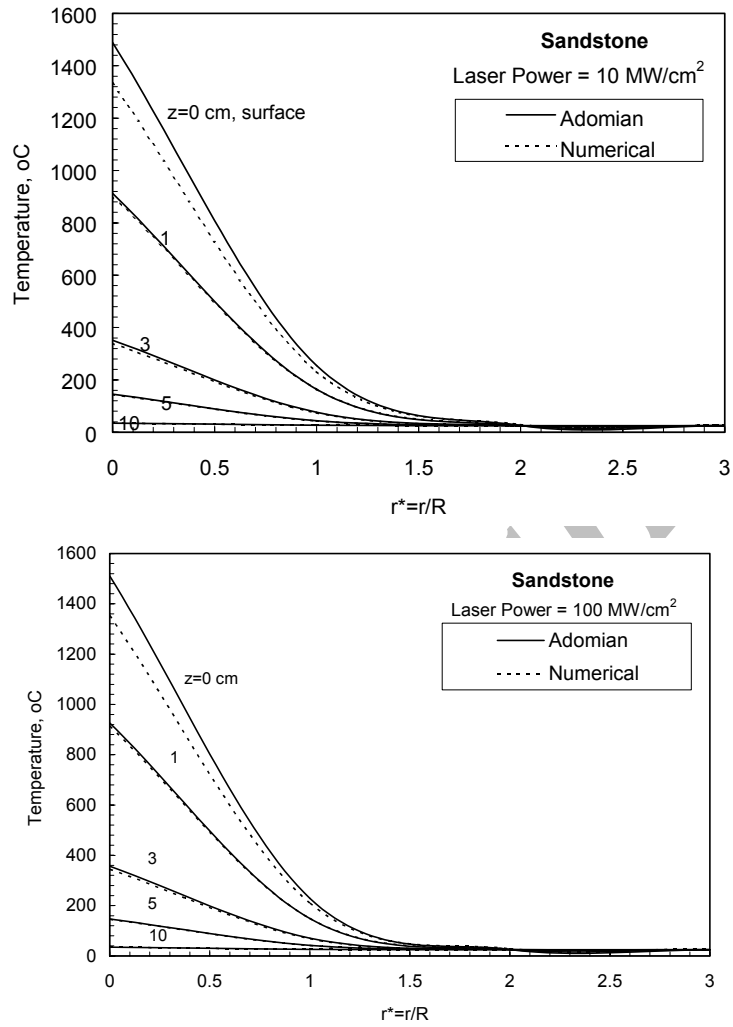 1600
1400
1200
1000
800
600
400
200
0
Temperature, oC
Sandstone
Laser Power = 10 MW/cm²
Adomian
Numerical
z=0 cm, surface
1
3
5
10
0
0.5
1
1.5
2
2.5
3
r*=r/R
1600
1400
1200
1000
800
600
400
200
0
Temperature, oC
Sandstone
Laser Power = 100 MW/cm²
Adomian
Numerical
z=0 cm
1
3
5
10
0
0.5
1
1.5
2
2.5
3
r*=r/R